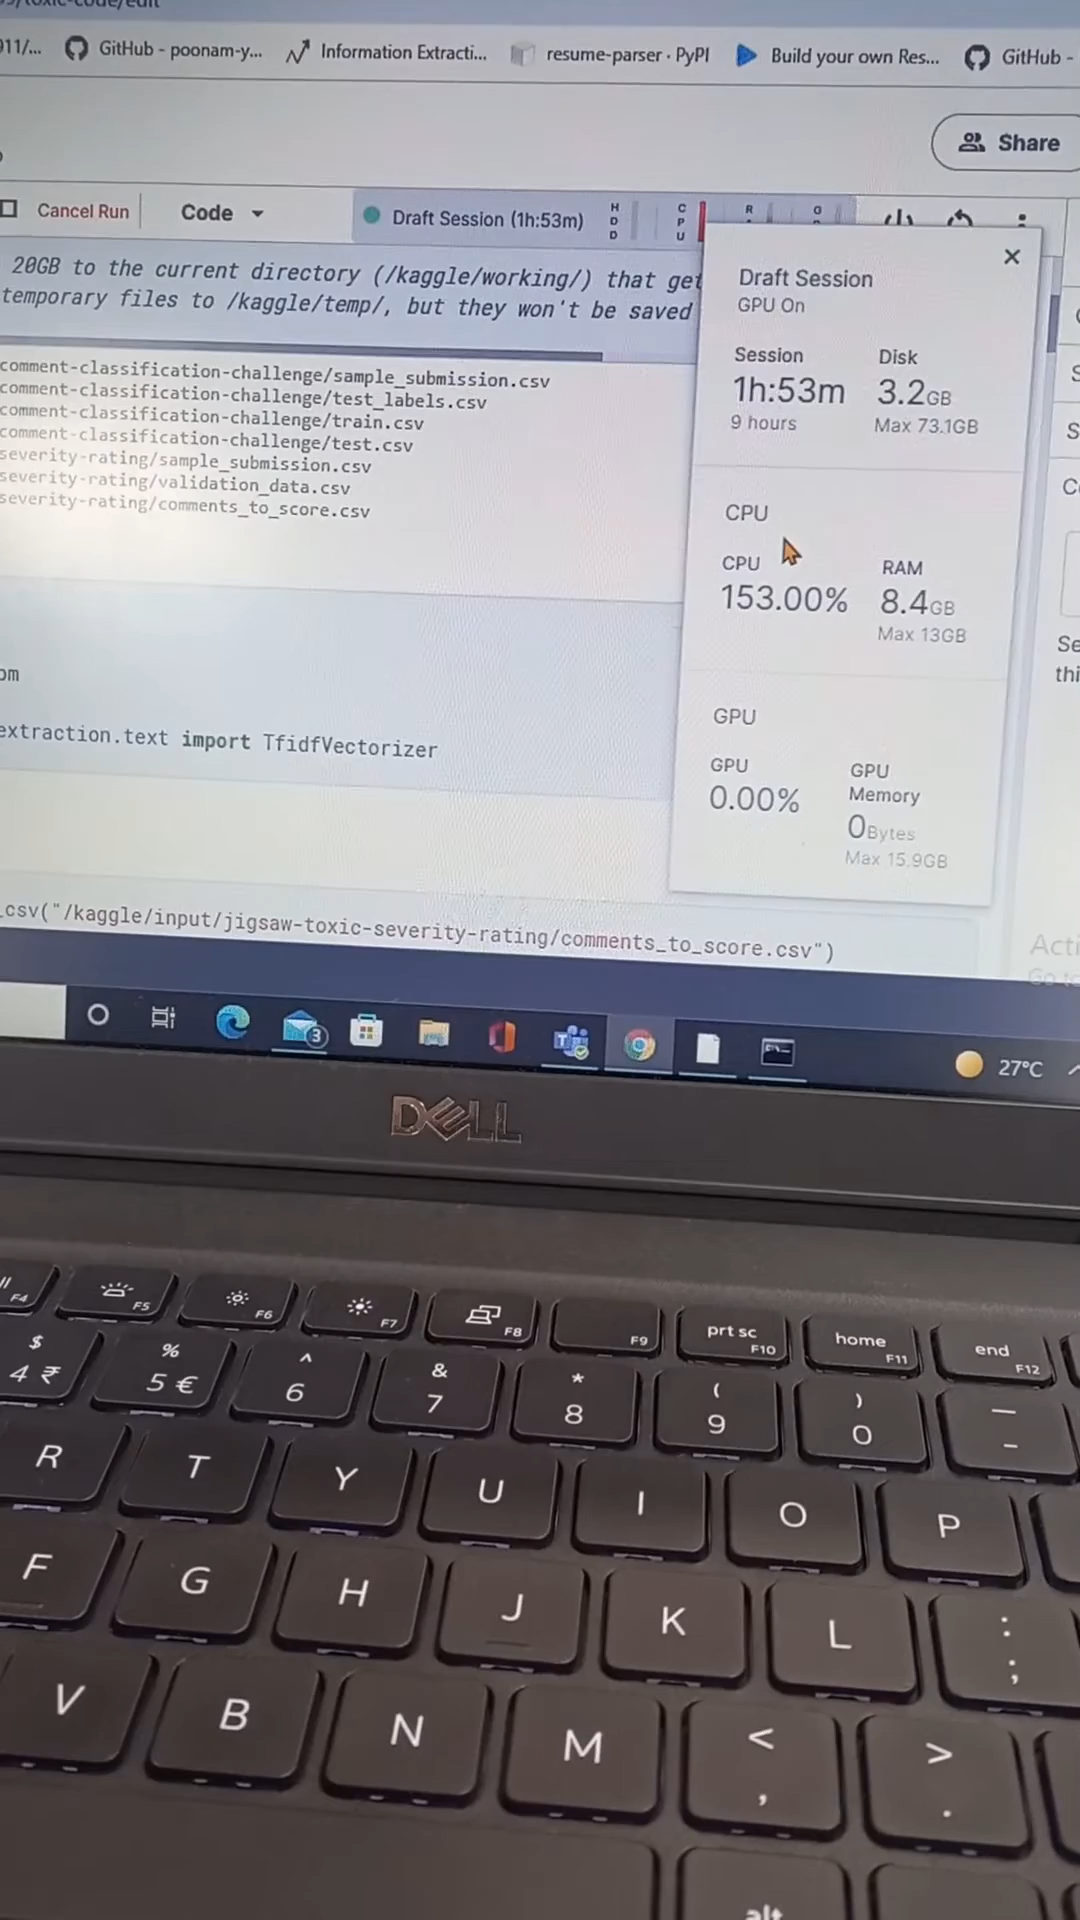 GitHub - poonam-y...
Information Extracti...
resume-parser · PyPI
Build your own Res...
GitHub -
Share
Cancel Run
Code
Draft Session (1h:53m)
HDD
CPU
20GB to the current directory (/kaggle/working/) that get
temporary files to /kaggle/temp/, but they won't be saved
comment-classification-challenge/sample_submission.csv
comment-classification-challenge/test_labels.csv
comment-classification-challenge/train.csv
comment-classification-challenge/test.csv
severity-rating/sample_submission.csv
severity-rating/validation_data.csv
severity-rating/comments_to_score.csv
extraction.text import TfidfVectorizer
_csv("/kaggle/input/jigsaw-toxic-severity-rating/comments_to_score.csv")
Draft Session
GPU On
Session
Disk
1h:53m
3.2GB
9 hours
Max 73.1GB
CPU
CPU
RAM
153.00%
8.4GB
Max 13GB
GPU
GPU
GPU Memory
0.00%
0Bytes
Max 15.9GB
3
27°C
DELL
F4
F5
F6
F7
F8
F9
prt sc F10
home F11
end F12
$ 4 ₹
% 5 €
^ 6
& 7
* 8
( 9
) 0
_ -
R T Y U I O P
F G H J K L : ;
V B N M < , > .
alt